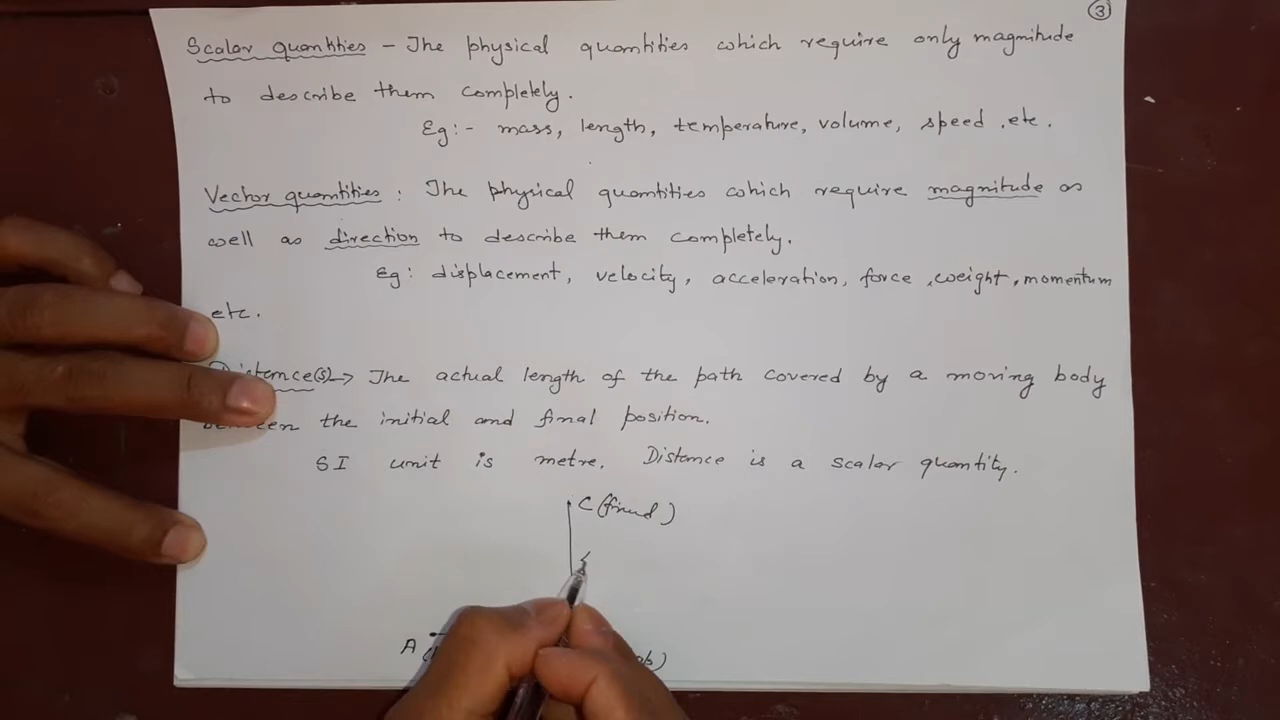 3
Scalar quantities - The physical quantities which require only magnitude
to describe them completely.
Eg:- mass, length, temperature, volume, speed, etc.
Vector quantities : The physical quantities which require magnitude as
well as direction to describe them completely.
Eg: displacement, velocity, acceleration, force, weight, momentum
etc.
Distance(s) → The actual length of the path covered by a moving body
between the initial and final position.
SI unit is metre. Distance is a scalar quantity.
C (final)
A